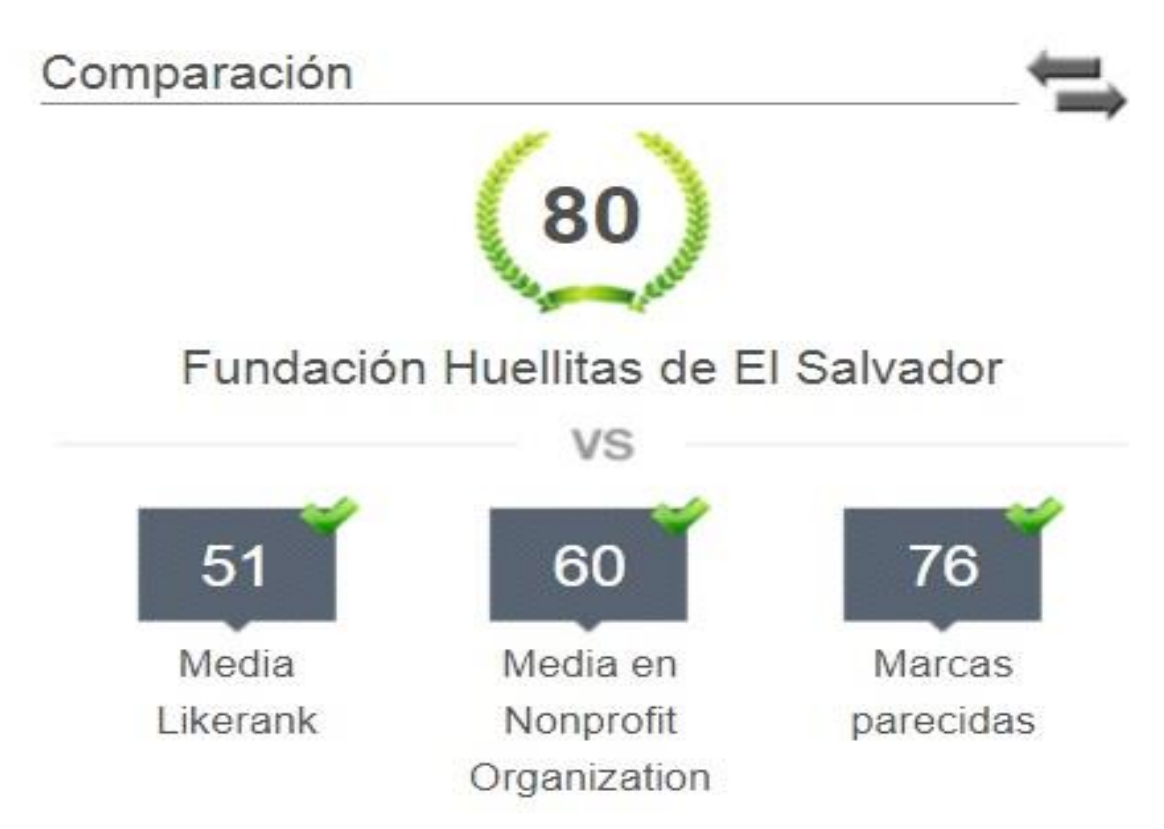 Comparación
80
Fundación Huellitas de El Salvador
VS
51
60
76
Media
Likerank
Media en
Nonprofit
Organization
Marcas
parecidas